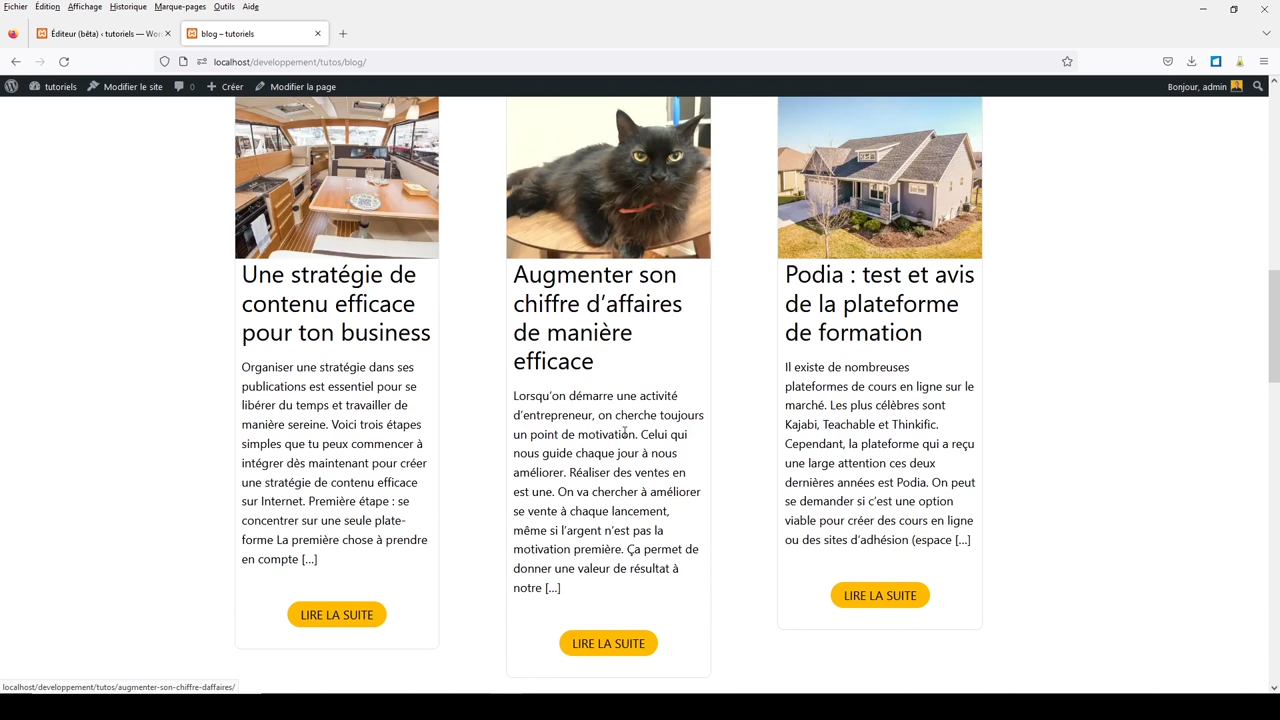 Fichier Édition Affichage Historique Marque-pages Outils Aide
Éditeur (bêta) ‹ tutoriels — Wor
blog – tutoriels
localhost/developpement/tutos/blog/
tutoriels Modifier le site 0 Créer Modifier la page Bonjour, admin
Une stratégie de
contenu efficace
pour ton business
Organiser une stratégie dans ses
publications est essentiel pour se
libérer du temps et travailler de
manière sereine. Voici trois étapes
simples que tu peux commencer à
intégrer dès maintenant pour créer
une stratégie de contenu efficace
sur Internet. Première étape : se
concentrer sur une seule plate-
forme La première chose à prendre
en compte […]
LIRE LA SUITE
Augmenter son
chiffre d’affaires
de manière
efficace
Lorsqu’on démarre une activité
d’entrepreneur, on cherche toujours
un point de motivation. Celui qui
nous guide chaque jour à nous
améliorer. Réaliser des ventes en
est une. On va chercher à améliorer
se vente à chaque lancement,
même si l’argent n’est pas la
motivation première. Ça permet de
donner une valeur de résultat à
notre […]
LIRE LA SUITE
Podia : test et avis
de la plateforme
de formation
Il existe de nombreuses
plateformes de cours en ligne sur le
marché. Les plus célèbres sont
Kajabi, Teachable et Thinkific.
Cependant, la plateforme qui a reçu
une large attention ces deux
dernières années est Podia. On peut
se demander si c’est une option
viable pour créer des cours en ligne
ou des sites d’adhésion (espace […]
LIRE LA SUITE
localhost/developpement/tutos/augmenter-son-chiffre-daffaires/